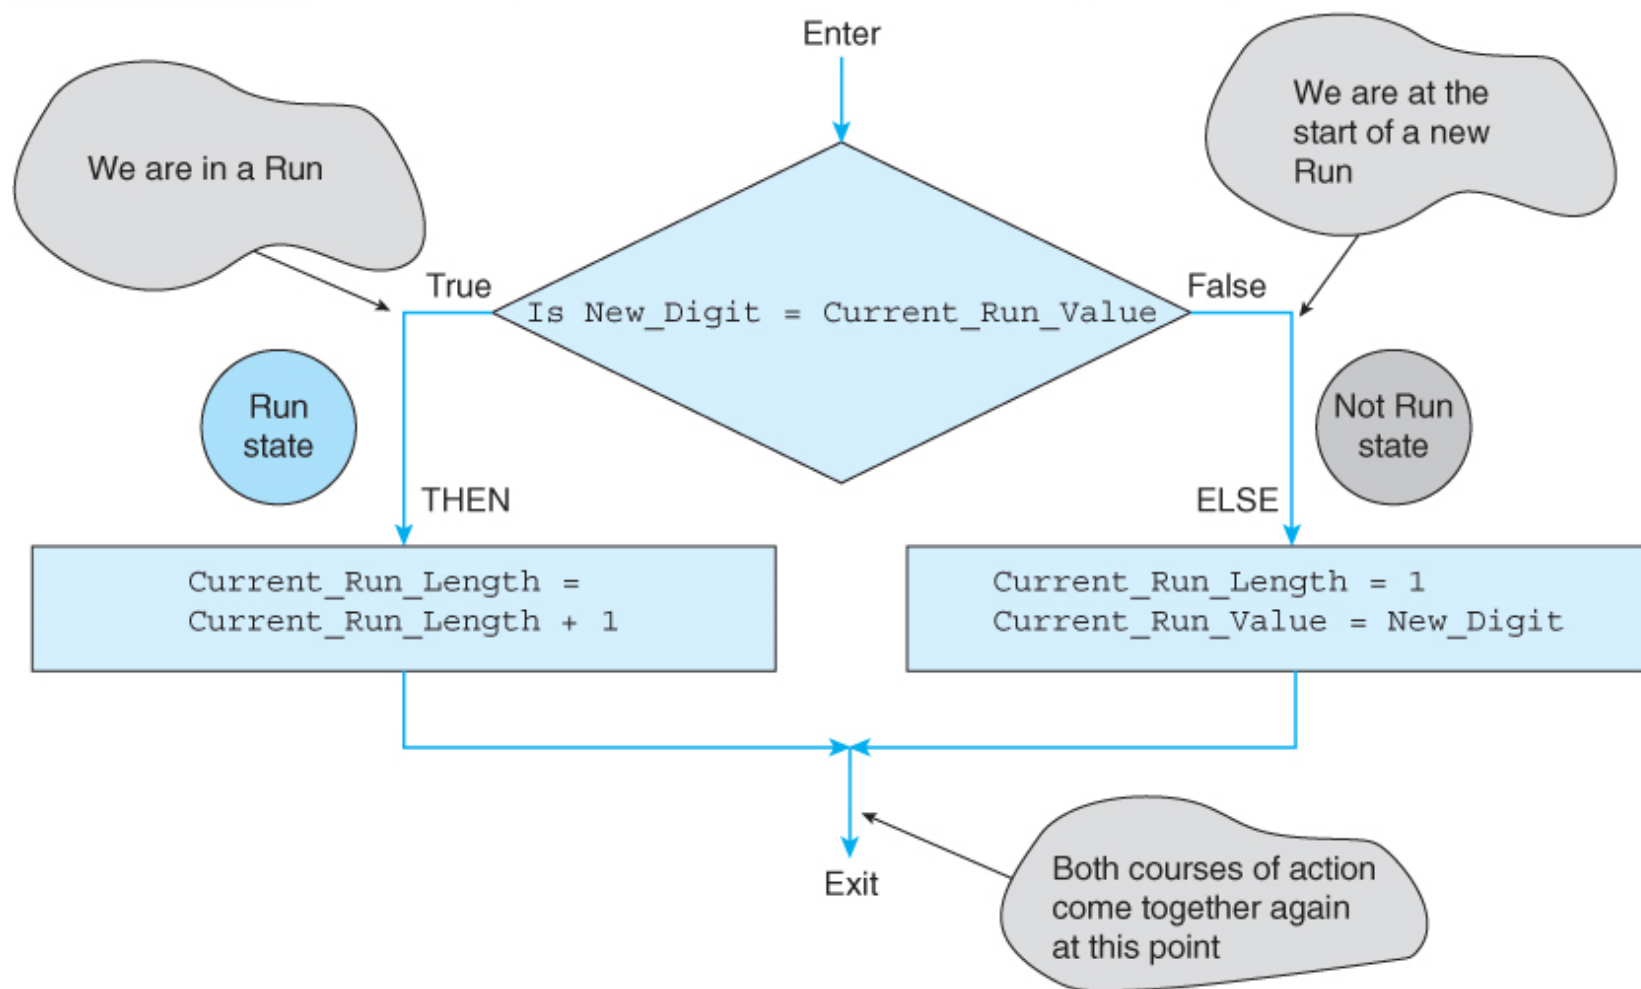 Enter
We are in a Run
We are at the
start of a new
Run
True
False
Is New_Digit = Current_Run_Value
Run
state
Not Run
state
THEN
ELSE
Current_Run_Length =
Current_Run_Length + 1
Current_Run_Length = 1
Current_Run_Value = New_Digit
Exit
Both courses of action
come together again
at this point